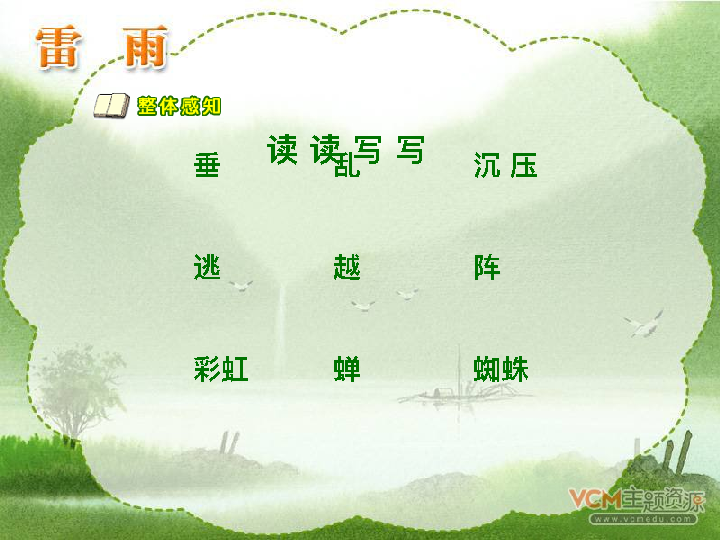 雷 雨
整体感知
读 读 写 写
垂 乱 沉 压
逃 越 阵
彩虹 蝉 蜘蛛
VCM主题资源
www.vcmedu.com